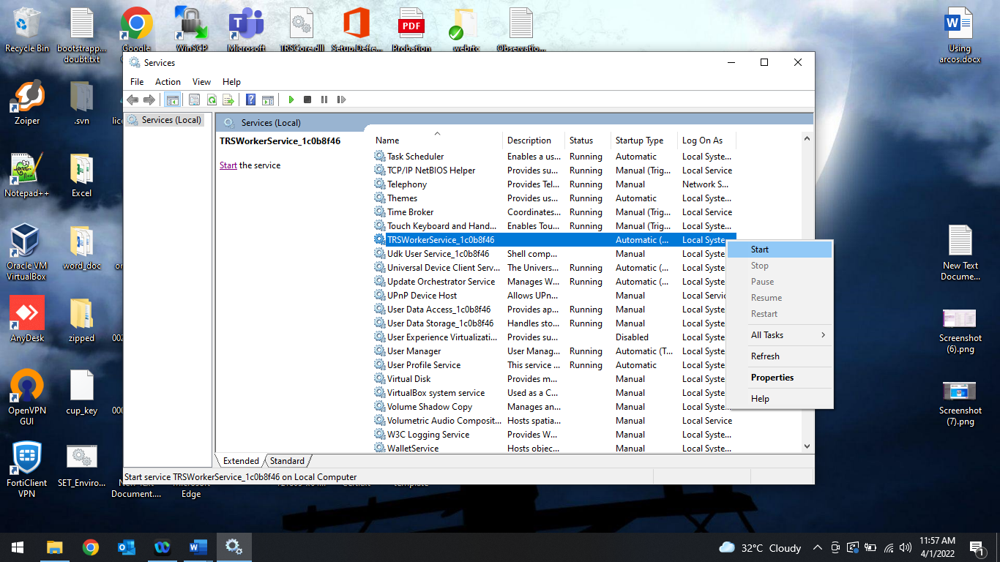 Recycle Bin
bootstrapp...
doubt.txt
Google
WinSCP
Microsoft
TRSCore.dll
Setup.Defe...
PDF
Probation
webrtc
Observatio...
Using
arcos.docx
Zoiper
.svn
Notepad++
Excel
Oracle VM
VirtualBox
word_doc
AnyDesk
zipped
OpenVPN
GUI
cup_key
FortiClient
VPN
SET_Enviro...
Document....
Microsoft
Edge
New Text
Docume...
Screenshot
(6).png
Screenshot
(7).png
Services
File Action View Help
Services (Local)
Services (Local)
TRSWorkerService_1c0b8f46
Start the service
Name Description Status Startup Type Log On As
Task Scheduler Enables a us... Running Automatic Local Syste...
TCP/IP NetBIOS Helper Provides su... Running Manual (Trig... Local Service
Telephony Provides Tel... Running Manual Network S...
Themes Provides us... Running Automatic Local Syste...
Time Broker Coordinates... Running Manual (Trig... Local Service
Touch Keyboard and Hand... Enables Tou... Running Manual (Trig... Local Syste...
TRSWorkerService_1c0b8f46 Automatic (... Local Syste...
Udk User Service_1c0b8f46 Shell comp... Manual Local Syste
Universal Device Client Serv... The Univers... Running Automatic (... Local Syste
Update Orchestrator Service Manages W... Running Automatic (... Local Syste
UPnP Device Host Allows UPn... Manual Local Servic
User Data Access_1c0b8f46 Provides ap... Running Manual Local Syste
User Data Storage_1c0b8f46 Handles sto... Running Manual Local Syste
User Experience Virtualizati... Provides su... Disabled Local Syste
User Manager User Manag... Running Automatic (T... Local Syste
User Profile Service This service ... Running Automatic Local Syste
Virtual Disk Provides m... Manual Local Syste
VirtualBox system service Used as a C... Manual Local Syste
Volume Shadow Copy Manages an... Manual Local Syste...
Volumetric Audio Composit... Hosts spatia... Manual Local Service
W3C Logging Service Provides W... Manual Local Syste...
WalletService Hosts objec... Manual Local Syste...
Start
Stop
Pause
Resume
Restart
All Tasks
Refresh
Properties
Help
Extended Standard
Start service TRSWorkerService_1c0b8f46 on Local Computer
32°C Cloudy
11:57 AM
4/1/2022
1